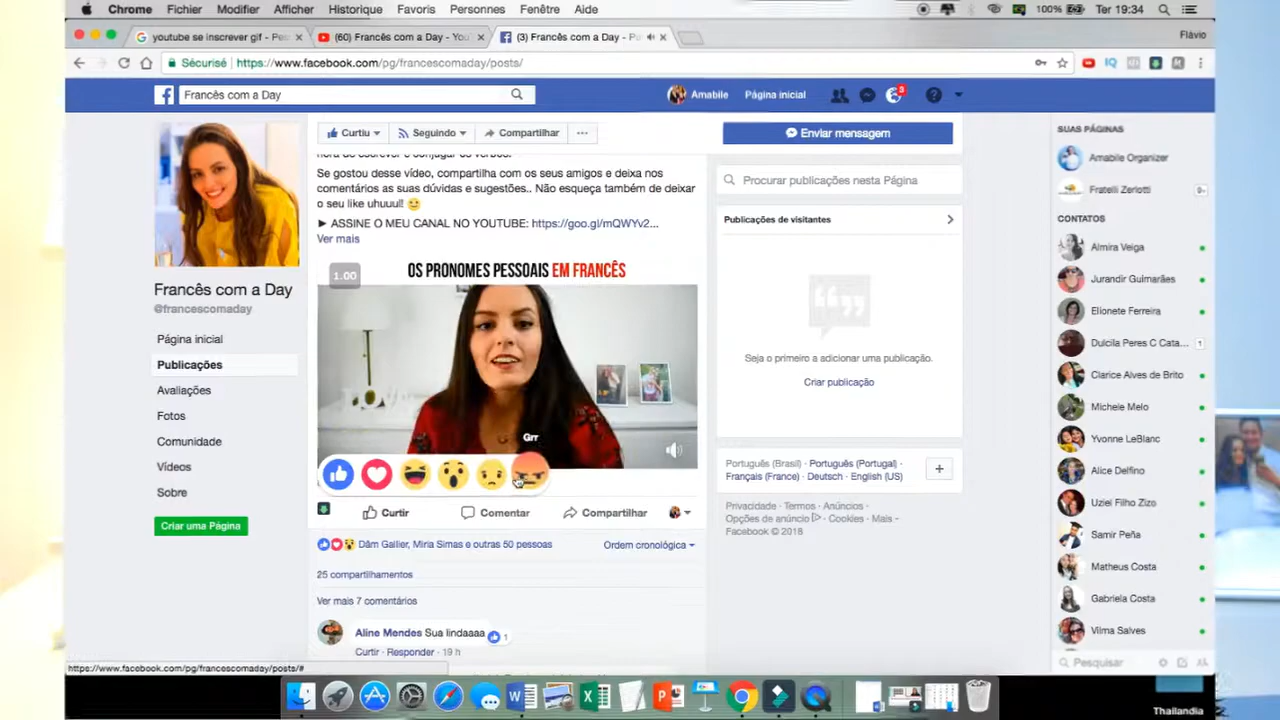 Chrome Fichier Modifier Afficher Historique Favoris Personnes Fenêtre Aide 100% Ter 19:34
youtube se inscrever gif - Pes (60) Francês com a Day - You (3) Francês com a Day - Pá Flávio
Sécurisé https://www.facebook.com/pg/francescomaday/posts/
Francês com a Day
Amabile Página inicial 3
Curtiu Seguindo Compartilhar ...
Enviar mensagem
Se gostou desse vídeo, compartilha com os seus amigos e deixa nos
comentários as suas dúvidas e sugestões.. Não esqueça também de deixar
o seu like uhuuu!
► ASSINE O MEU CANAL NO YOUTUBE: https://goo.gl/mQWYv2...
Ver mais
1.00
OS PRONOMES PESSOAIS EM FRANCÊS
Grr
Curtir Comentar Compartilhar
Dâm Gallier, Miria Simas e outras 50 pessoas Ordem cronológica
25 compartilhamentos
Ver mais 7 comentários
Aline Mendes Sua lindaaaa 1
Curtir · Responder · 19 h
Francês com a Day
@francescomaday
Página inicial
Publicações
Avaliações
Fotos
Comunidade
Vídeos
Sobre
Criar uma Página
https://www.facebook.com/pg/francescomaday/posts/#
Procurar publicações nesta Página
Publicações de visitantes
Seja o primeiro a adicionar uma publicação.
Criar publicação
Português (Brasil) · Português (Portugal) ·
Français (France) · Deutsch · English (US)
Privacidade · Termos · Anúncios ·
Opções de anúncio · Cookies · Mais
Facebook © 2018
SUAS PÁGINAS
Amabile Organizer
Fratelli Zerlotti 9+
CONTATOS
Almira Veiga
Jurandir Guimarães
Elionete Ferreira
Dulcila Peres C Cata... 1
Clarice Alves de Brito
Michele Melo
Yvonne LeBlanc
Alice Delfino
Uziel Filho Zizo
Samir Peña
Matheus Costa
Gabriela Costa
Vilma Salves
Pesquisar
Thailandia